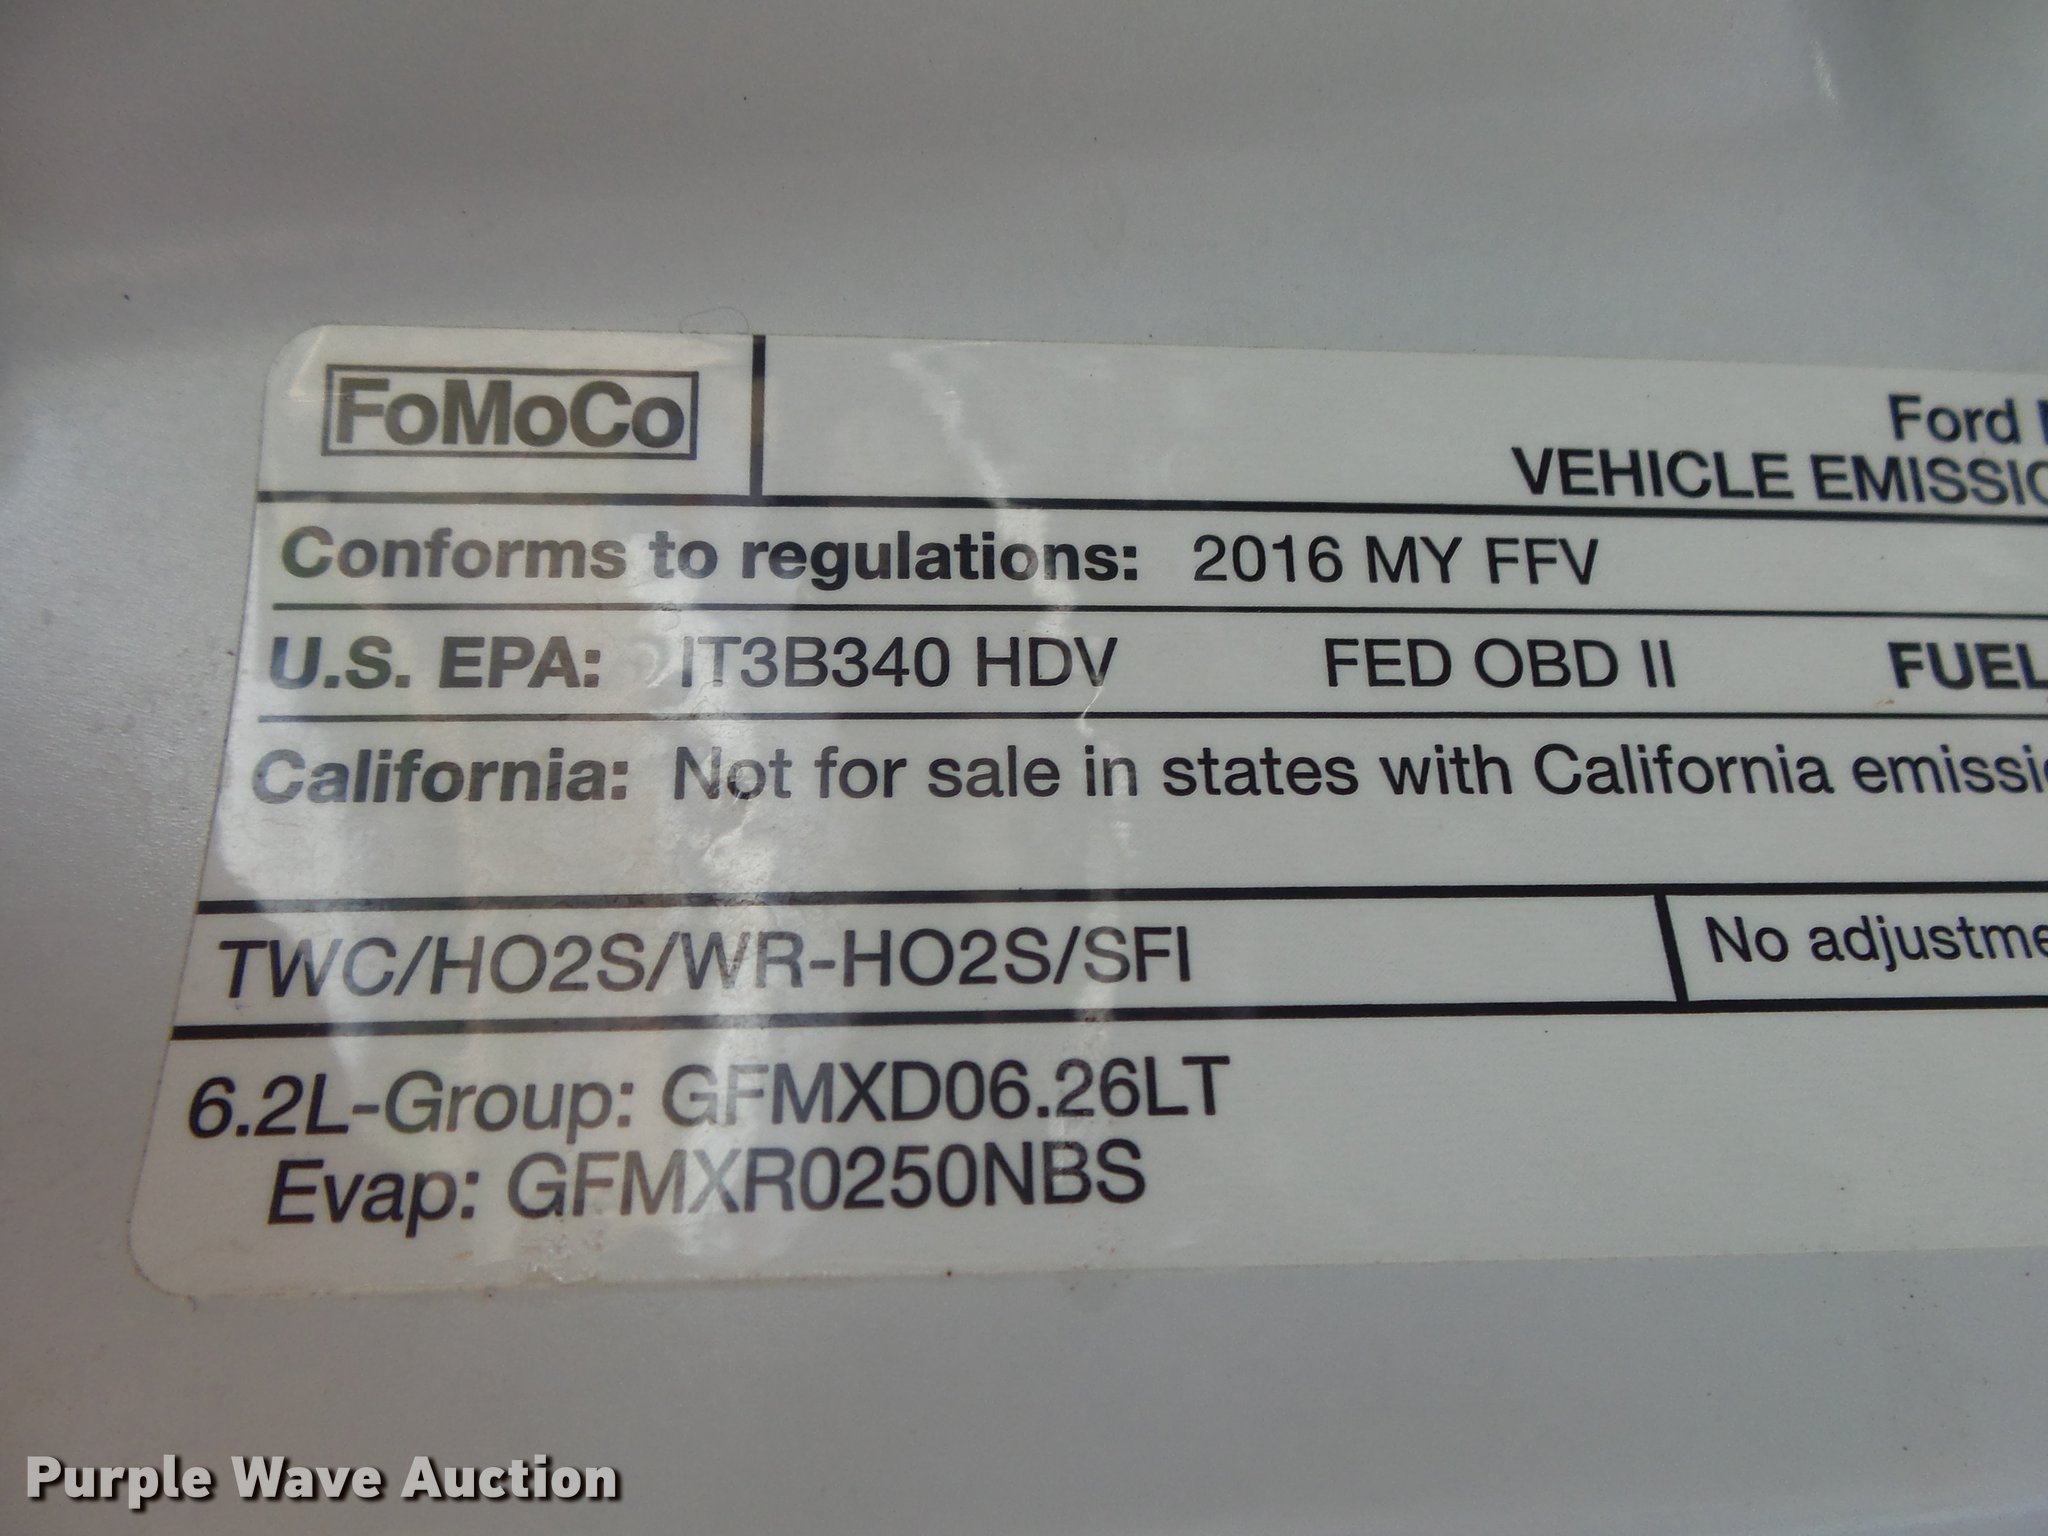 FoMoCo
Ford
VEHICLE EMISSIO
Conforms to regulations: 2016 MY FFV
U.S. EPA: IT3B340 HDV FED OBD II FUEL
California: Not for sale in states with California emissi
TWC/HO2S/WR-HO2S/SFI No adjustme
6.2L-Group: GFMXD06.26LT
Evap: GFMXR0250NBS
Purple Wave Auction